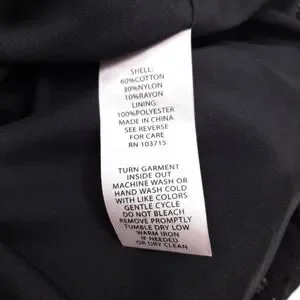 SHELL:
60%COTTON
30%NYLON
10%RAYON
LINING:
100%POLYESTER
MADE IN CHINA
SEE REVERSE
FOR CARE
RN 103715
TURN GARMENT
INSIDE OUT
MACHINE WASH OR
HAND WASH COLD
WITH LIKE COLORS
GENTLE CYCLE
DO NOT BLEACH
REMOVE PROMPTLY
TUMBLE DRY LOW
WARM IRON
IF NEEDED
OR DRY CLEAN